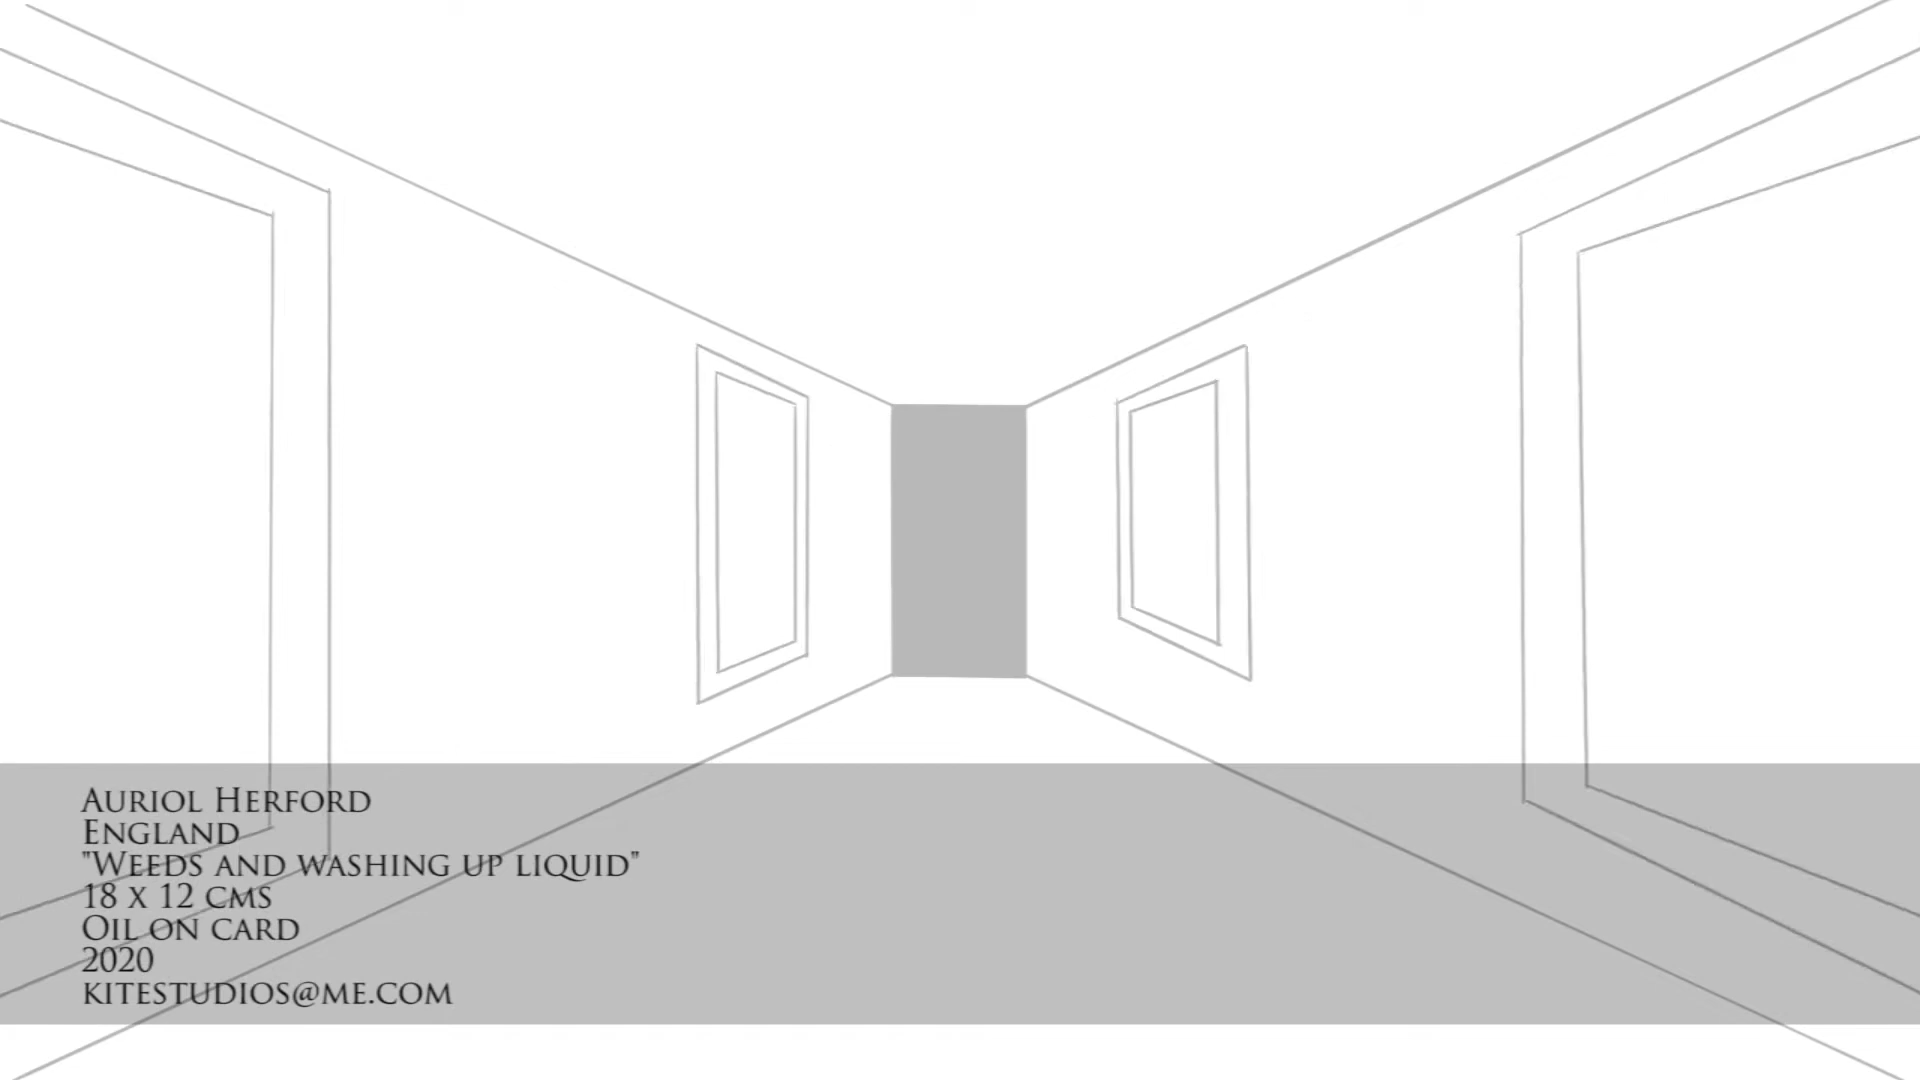 Auriol Herford
England
"Weeds and washing up liquid"
18 x 12 cms
Oil on card
2020
kitestudios@me.com